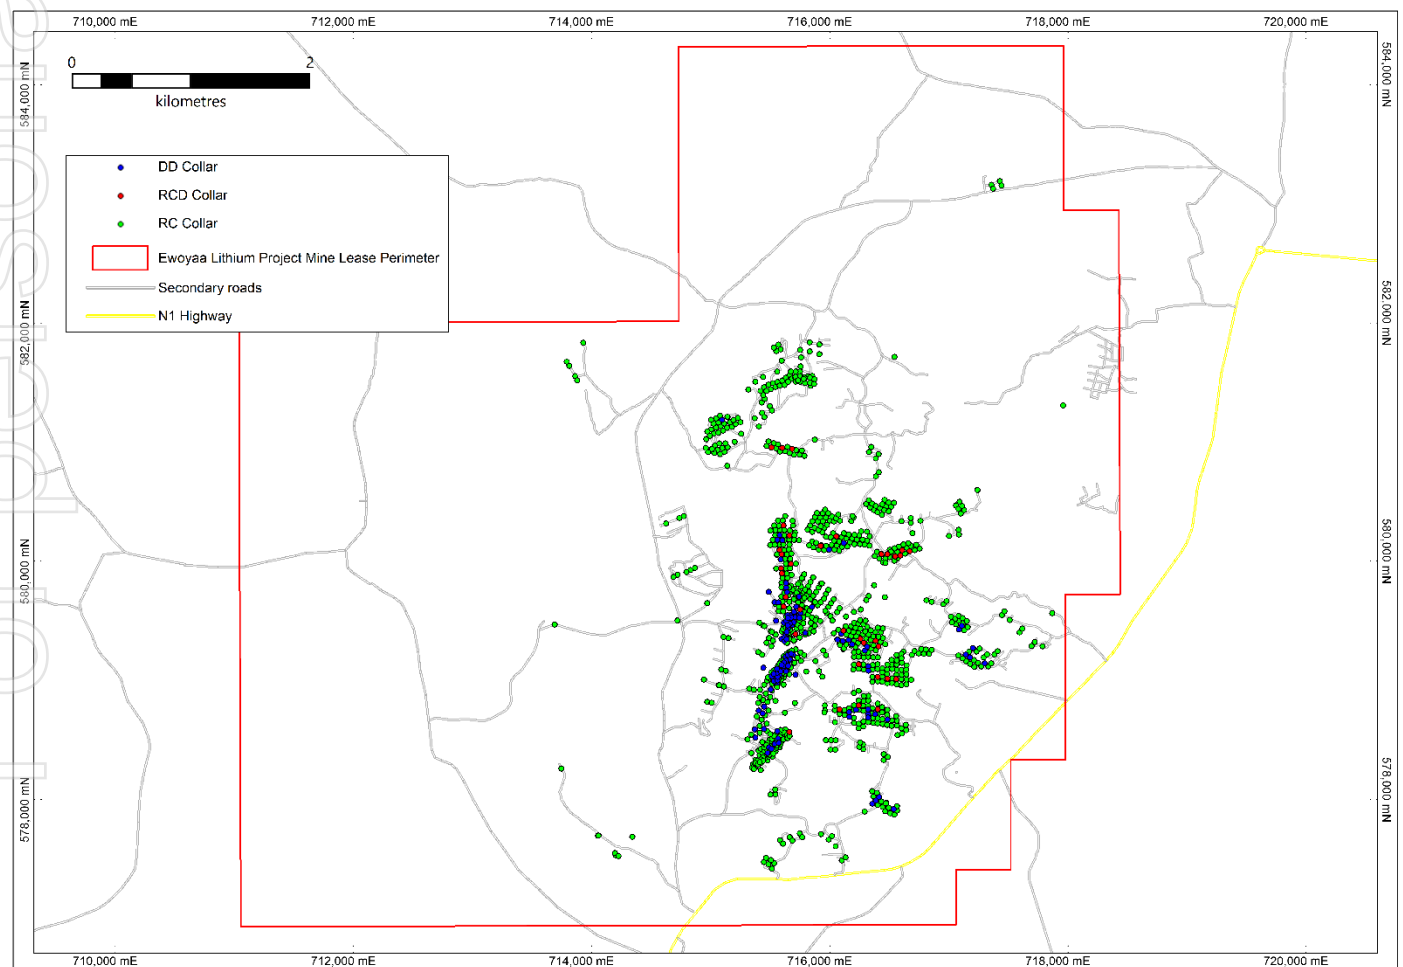 710,000 mE 712,000 mE 714,000 mE 716,000 mE 718,000 mE 720,000 mE
0 2
kilometres
584,000 mN
584,000 mN
DD Collar
RCD Collar
RC Collar
Ewoyaa Lithium Project Mine Lease Perimeter
Secondary roads
N1 Highway
582,000 mN
582,000 mN
580,000 mN
580,000 mN
578,000 mN
578,000 mN
710,000 mE 712,000 mE 714,000 mE 716,000 mE 718,000 mE 720,000 mE